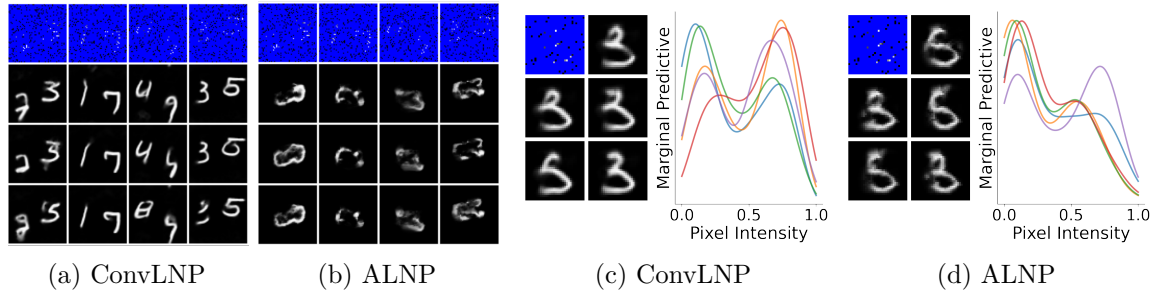 Marginal Predictive
0.0 0.5 1.0
Pixel Intensity
Marginal Predictive
0.0 0.5 1.0
Pixel Intensity
(a) ConvLNP
(b) ALNP
(c) ConvLNP
(d) ALNP